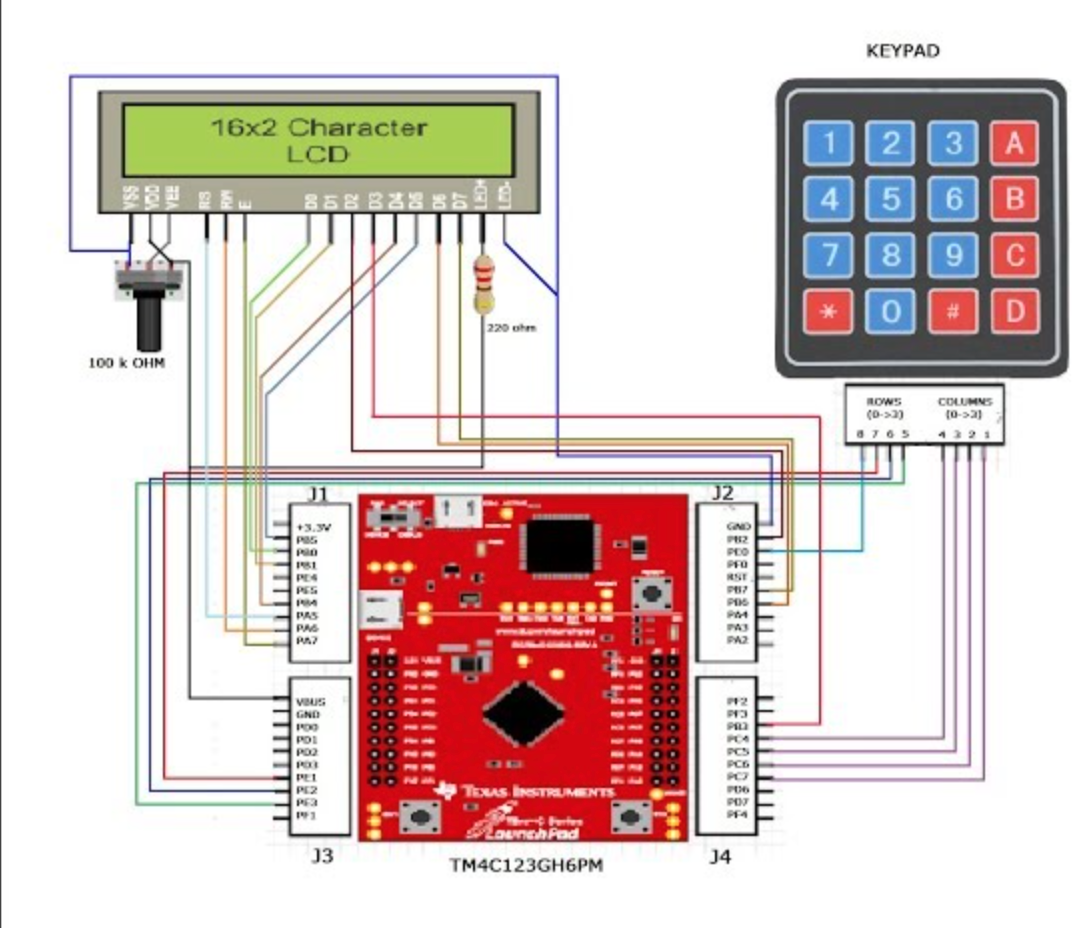 KEYPAD
16x2 Character
LCD
VSS VDD VEE RS RW E D0 D1 D2 D3 D4 D5 D6 D7 LED+ LED-
1 2 3 A
4 5 6 B
7 8 9 C
* 0 # D
220 ohm
100 k OHM
ROWS COLUMNS
(0->3) (0->3)
8 7 6 5 4 3 2 1
J1
+3.3V
PB5
PB0
PB1
PE4
PE5
PB4
PA5
PA6
PA7
J2
GND
PB2
PE0
PF0
RST
PB7
PB6
PA4
PA3
PA2
VBUS
GND
PD0
PD1
PD2
PD3
PE1
PE2
PE3
PF1
J3
PF2
PF3
PB3
PC4
PC5
PC6
PC7
PD6
PD7
PF4
J4
TEXAS INSTRUMENTS
LaunchPad
TM4C123GH6PM